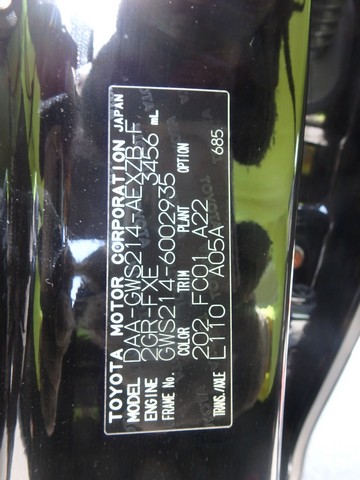 TOYOTA MOTOR CORPORATION JAPAN
MODEL DAA-GWS214-AEXZB-F
ENGINE 2GR-FXE 3456 mL
FRAME No. GWS214-6002935
COLOR TRIM PLANT OPTION
202 FC01 A22 685
TRANS./AXLE L110 A05A